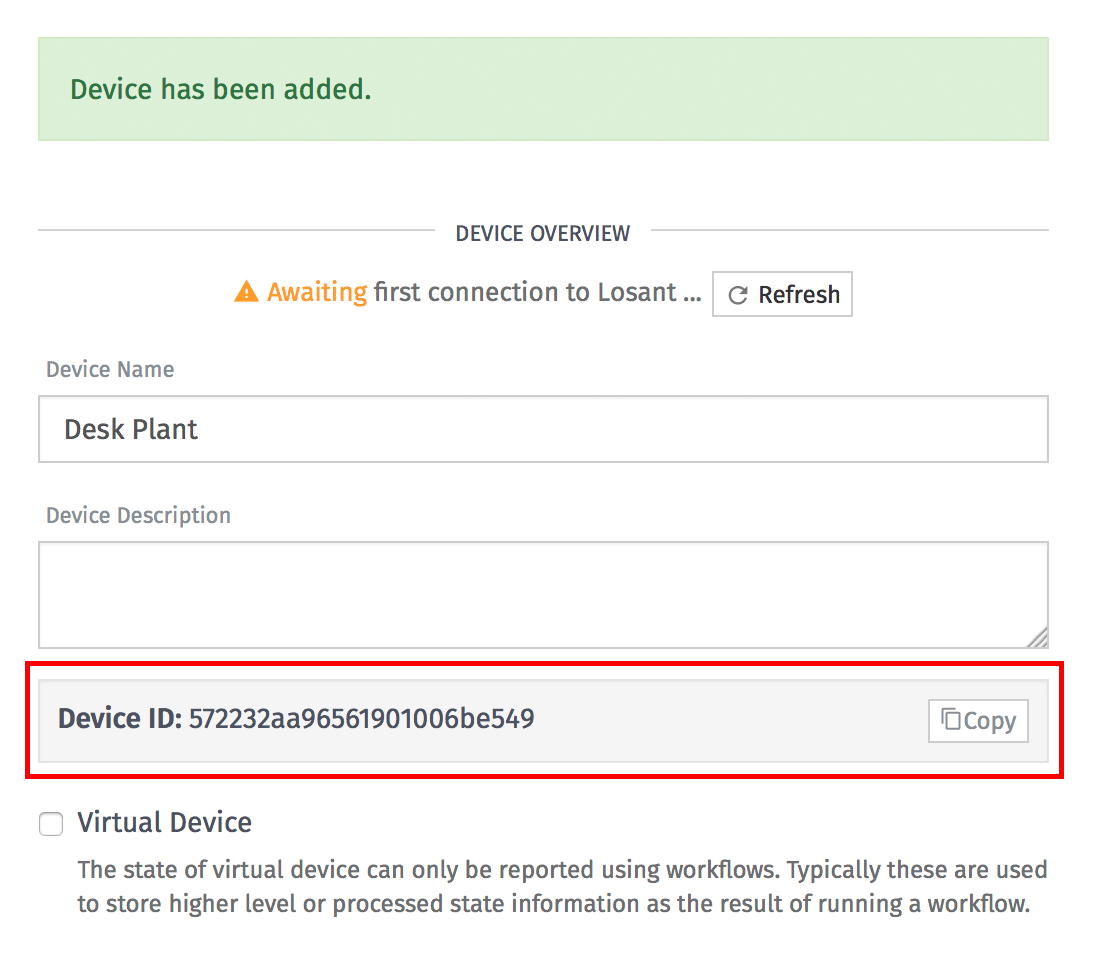 Device has been added.
DEVICE OVERVIEW
Awaiting first connection to Losant ... Refresh
Device Name
Desk Plant
Device Description
Device ID: 572232aa96561901006be549 Copy
Virtual Device
The state of virtual device can only be reported using workflows. Typically these are used
to store higher level or processed state information as the result of running a workflow.